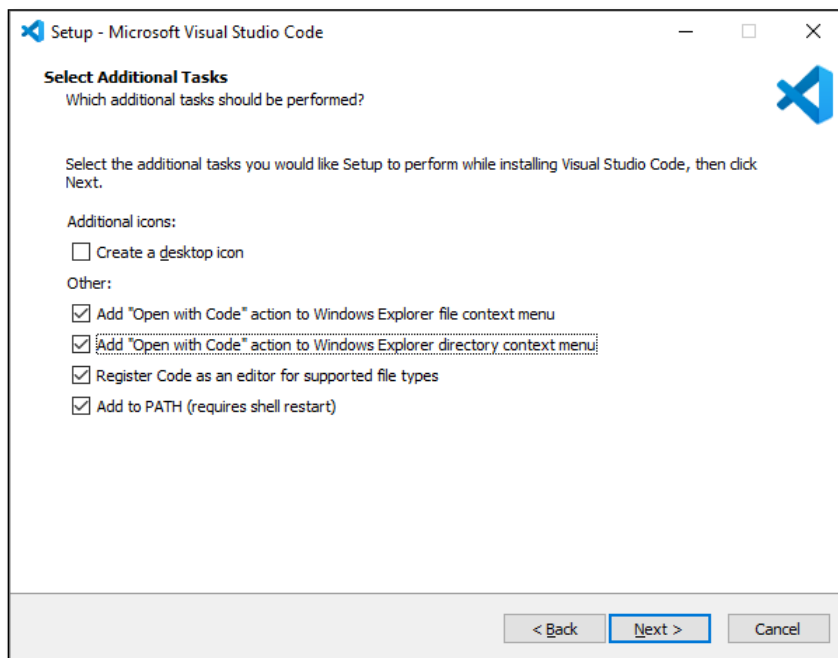 Setup - Microsoft Visual Studio Code
Select Additional Tasks
Which additional tasks should be performed?
Select the additional tasks you would like Setup to perform while installing Visual Studio Code, then click
Next.
Additional icons:
Create a desktop icon
Other:
Add "Open with Code" action to Windows Explorer file context menu
Add "Open with Code" action to Windows Explorer directory context menu
Register Code as an editor for supported file types
Add to PATH (requires shell restart)
< Back Next > Cancel